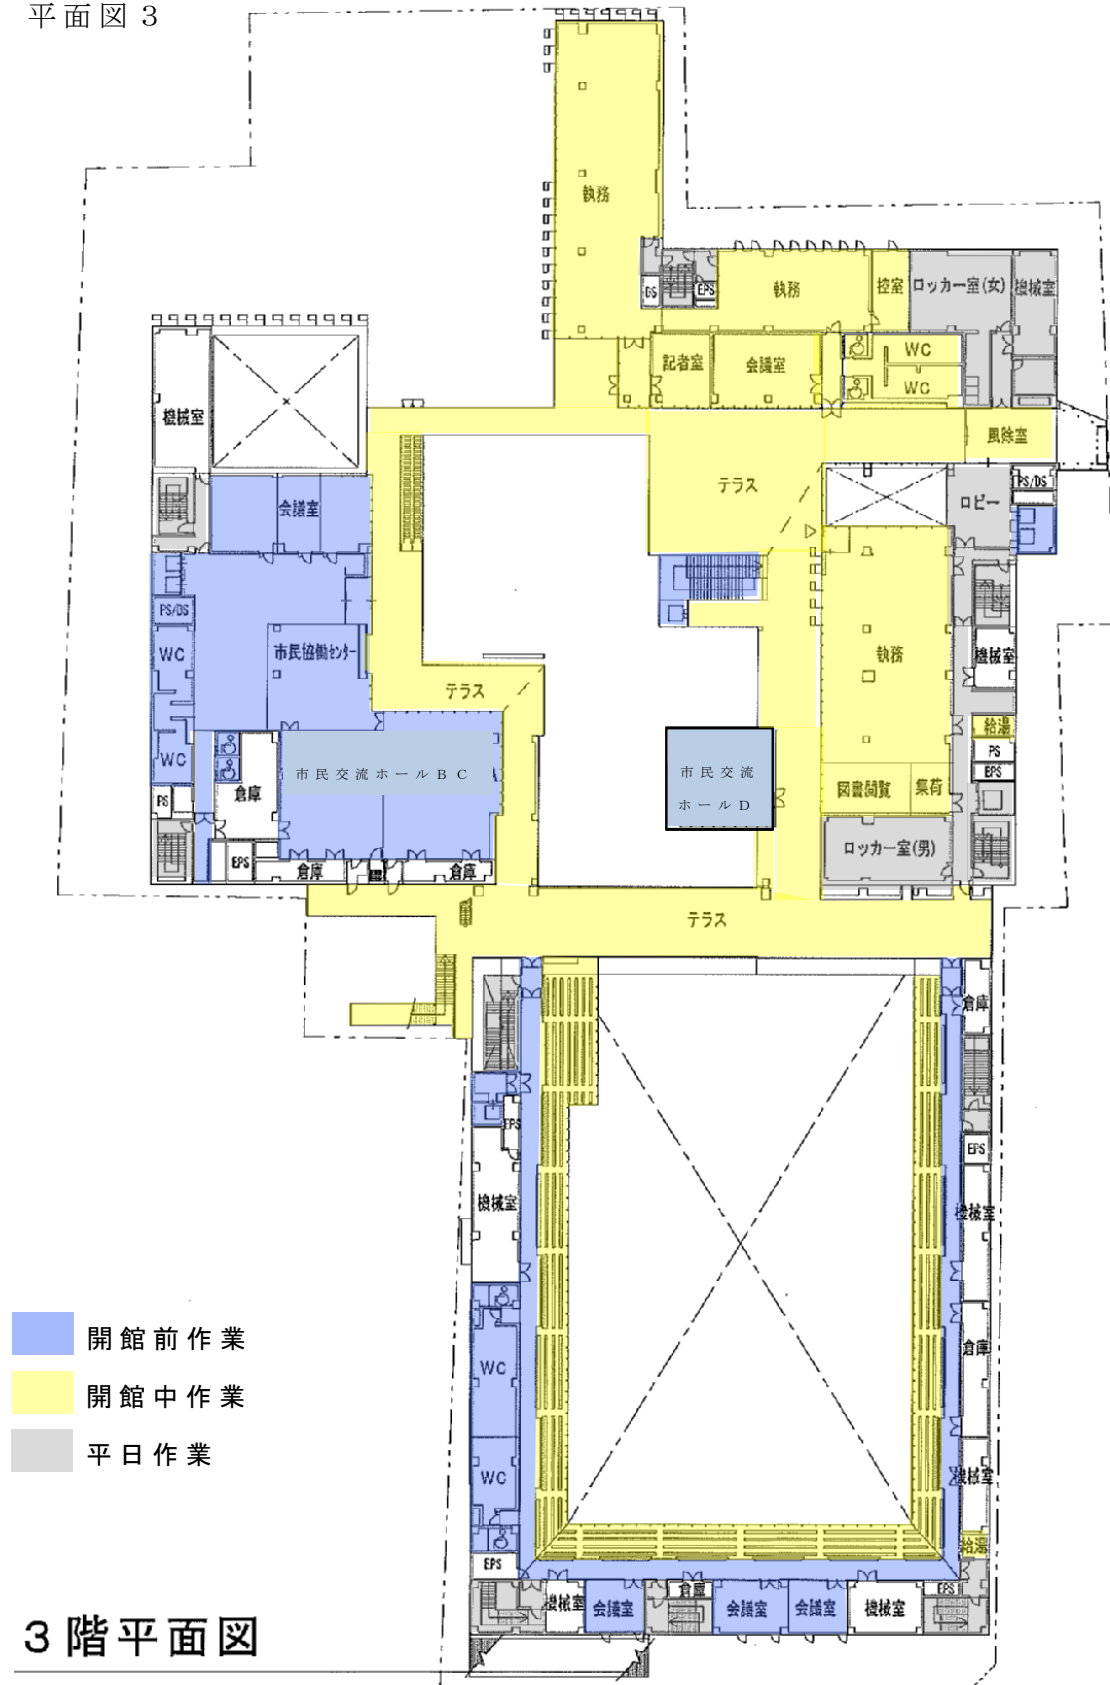 平面図３
執務
DS
EPS
執務
控室
ロッカー室(女)
機械室
記者室
会議室
WC
WC
機械室
風除室
テラス
会議室
ロビー
PS/DS
PS/DS
WC
市民協働センター
執務
機械室
テラス
給湯
PS
EPS
WC
市民交流ホールＢＣ
市民交流
ホールＤ
図書閲覧
集荷
PS
倉庫
ロッカー室(男)
EPS
倉庫
倉庫
テラス
倉庫
EPS
EPS
機械室
機械室
開館前作業
WC
倉庫
開館中作業
平日作業
WC
機械室
給湯
EPS
機械室
会議室
倉庫
会議室
会議室
機械室
EPS
３階平面図